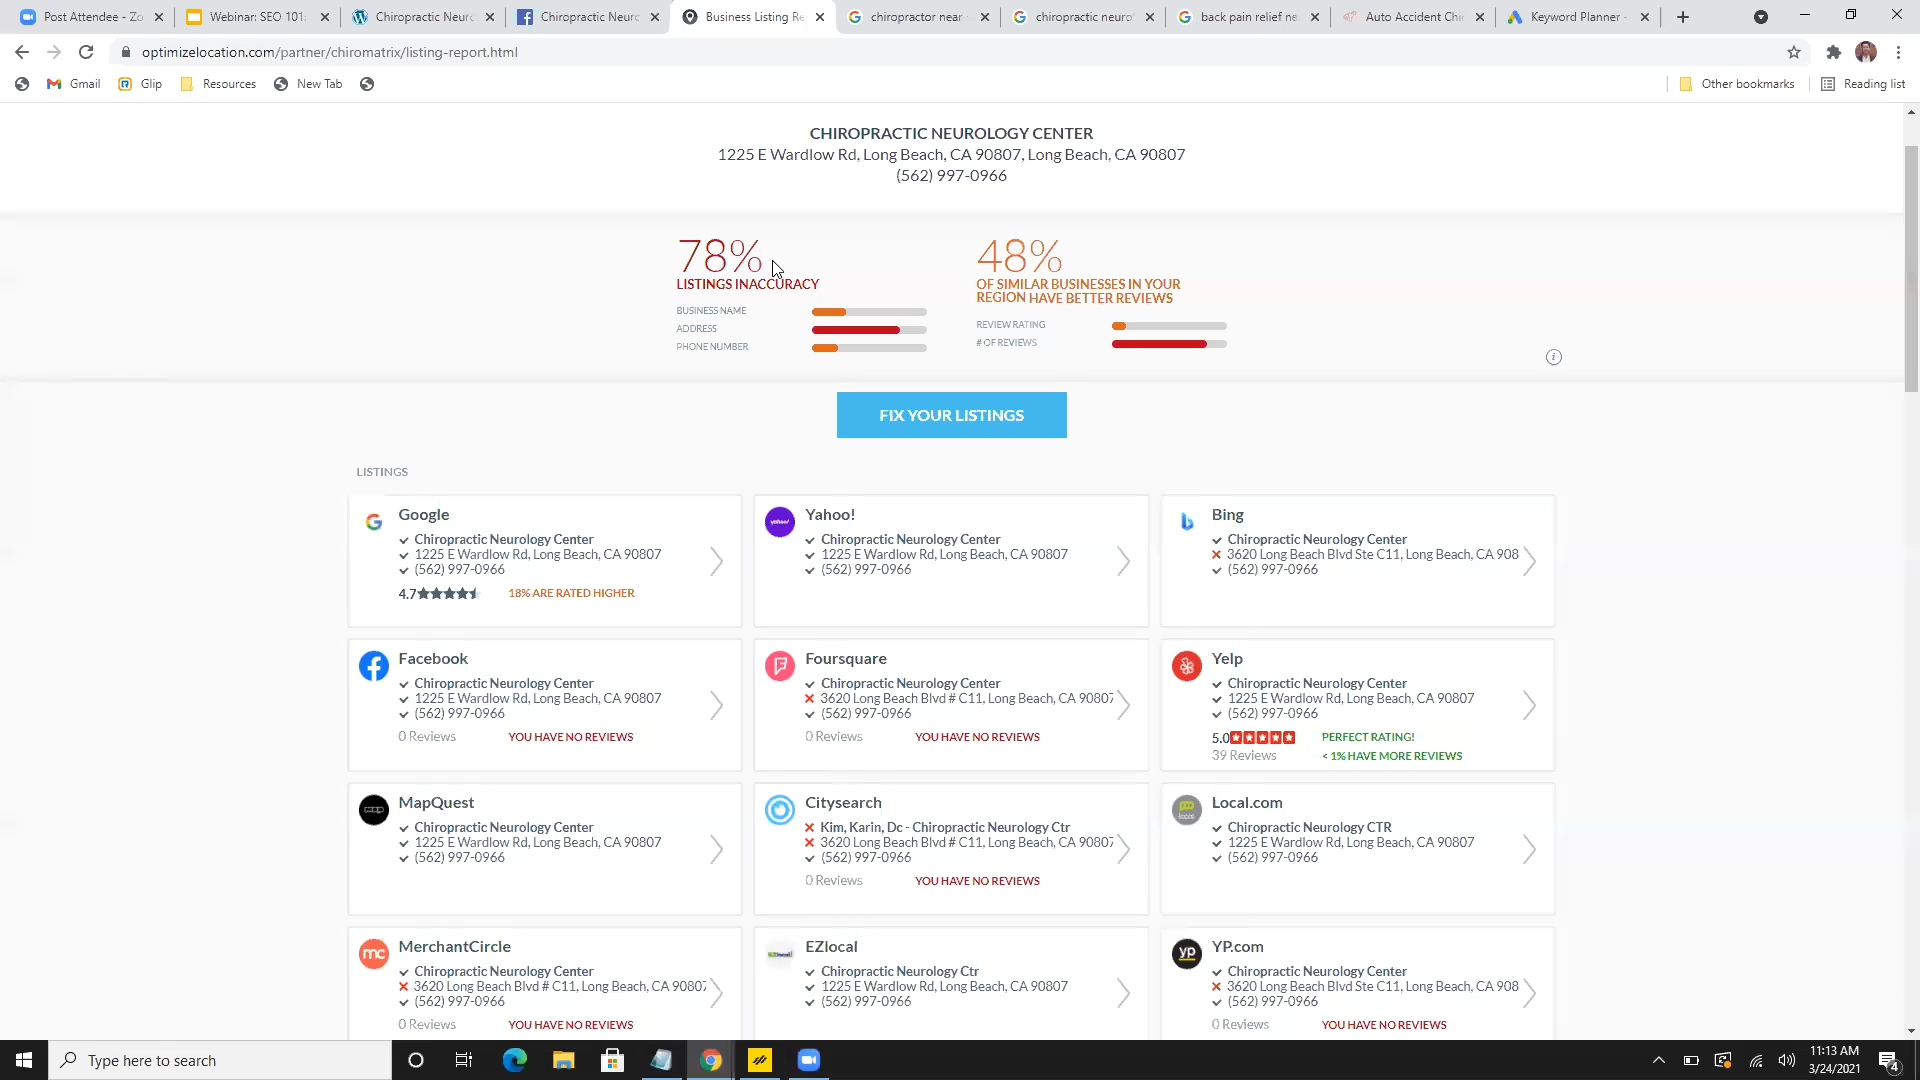 Post Attendee - Zo
Webinar: SEO 101:
Chiropractic Neuro
Chiropractic Neuro
Business Listing Re
chiropractor near
chiropractic neuro
back pain relief ne
Auto Accident Chi
Keyword Planner -
optimizelocation.com/partner/chiromatrix/listing-report.html
Gmail
Glip
Resources
New Tab
Other bookmarks
Reading list
CHIROPRACTIC NEUROLOGY CENTER
1225 E Wardlow Rd, Long Beach, CA 90807, Long Beach, CA 90807
(562) 997-0966
78%
LISTINGS INACCURACY
BUSINESS NAME
ADDRESS
PHONE NUMBER
48%
OF SIMILAR BUSINESSES IN YOUR
REGION HAVE BETTER REVIEWS
REVIEW RATING
# OF REVIEWS
FIX YOUR LISTINGS
LISTINGS
Google
Chiropractic Neurology Center
1225 E Wardlow Rd, Long Beach, CA 90807
(562) 997-0966
4.7 18% ARE RATED HIGHER
Yahoo!
Chiropractic Neurology Center
1225 E Wardlow Rd, Long Beach, CA 90807
(562) 997-0966
Bing
Chiropractic Neurology Center
3620 Long Beach Blvd Ste C11, Long Beach, CA 908
(562) 997-0966
Facebook
Chiropractic Neurology Center
1225 E Wardlow Rd, Long Beach, CA 90807
(562) 997-0966
0 Reviews YOU HAVE NO REVIEWS
Foursquare
Chiropractic Neurology Center
3620 Long Beach Blvd # C11, Long Beach, CA 90807
(562) 997-0966
0 Reviews YOU HAVE NO REVIEWS
Yelp
Chiropractic Neurology Center
1225 E Wardlow Rd, Long Beach, CA 90807
(562) 997-0966
5.0 PERFECT RATING!
39 Reviews < 1% HAVE MORE REVIEWS
MapQuest
Chiropractic Neurology Center
1225 E Wardlow Rd, Long Beach, CA 90807
(562) 997-0966
Citysearch
Kim, Karin, Dc - Chiropractic Neurology Ctr
3620 Long Beach Blvd # C11, Long Beach, CA 90807
(562) 997-0966
0 Reviews YOU HAVE NO REVIEWS
Local.com
Chiropractic Neurology CTR
1225 E Wardlow Rd, Long Beach, CA 90807
(562) 997-0966
MerchantCircle
Chiropractic Neurology Center
3620 Long Beach Blvd # C11, Long Beach, CA 90807
(562) 997-0966
0 Reviews YOU HAVE NO REVIEWS
EZlocal
Chiropractic Neurology Ctr
1225 E Wardlow Rd, Long Beach, CA 90807
(562) 997-0966
YP.com
Chiropractic Neurology Center
3620 Long Beach Blvd Ste C11, Long Beach, CA 908
(562) 997-0966
0 Reviews YOU HAVE NO REVIEWS
Type here to search
11:13 AM
3/24/2021
4